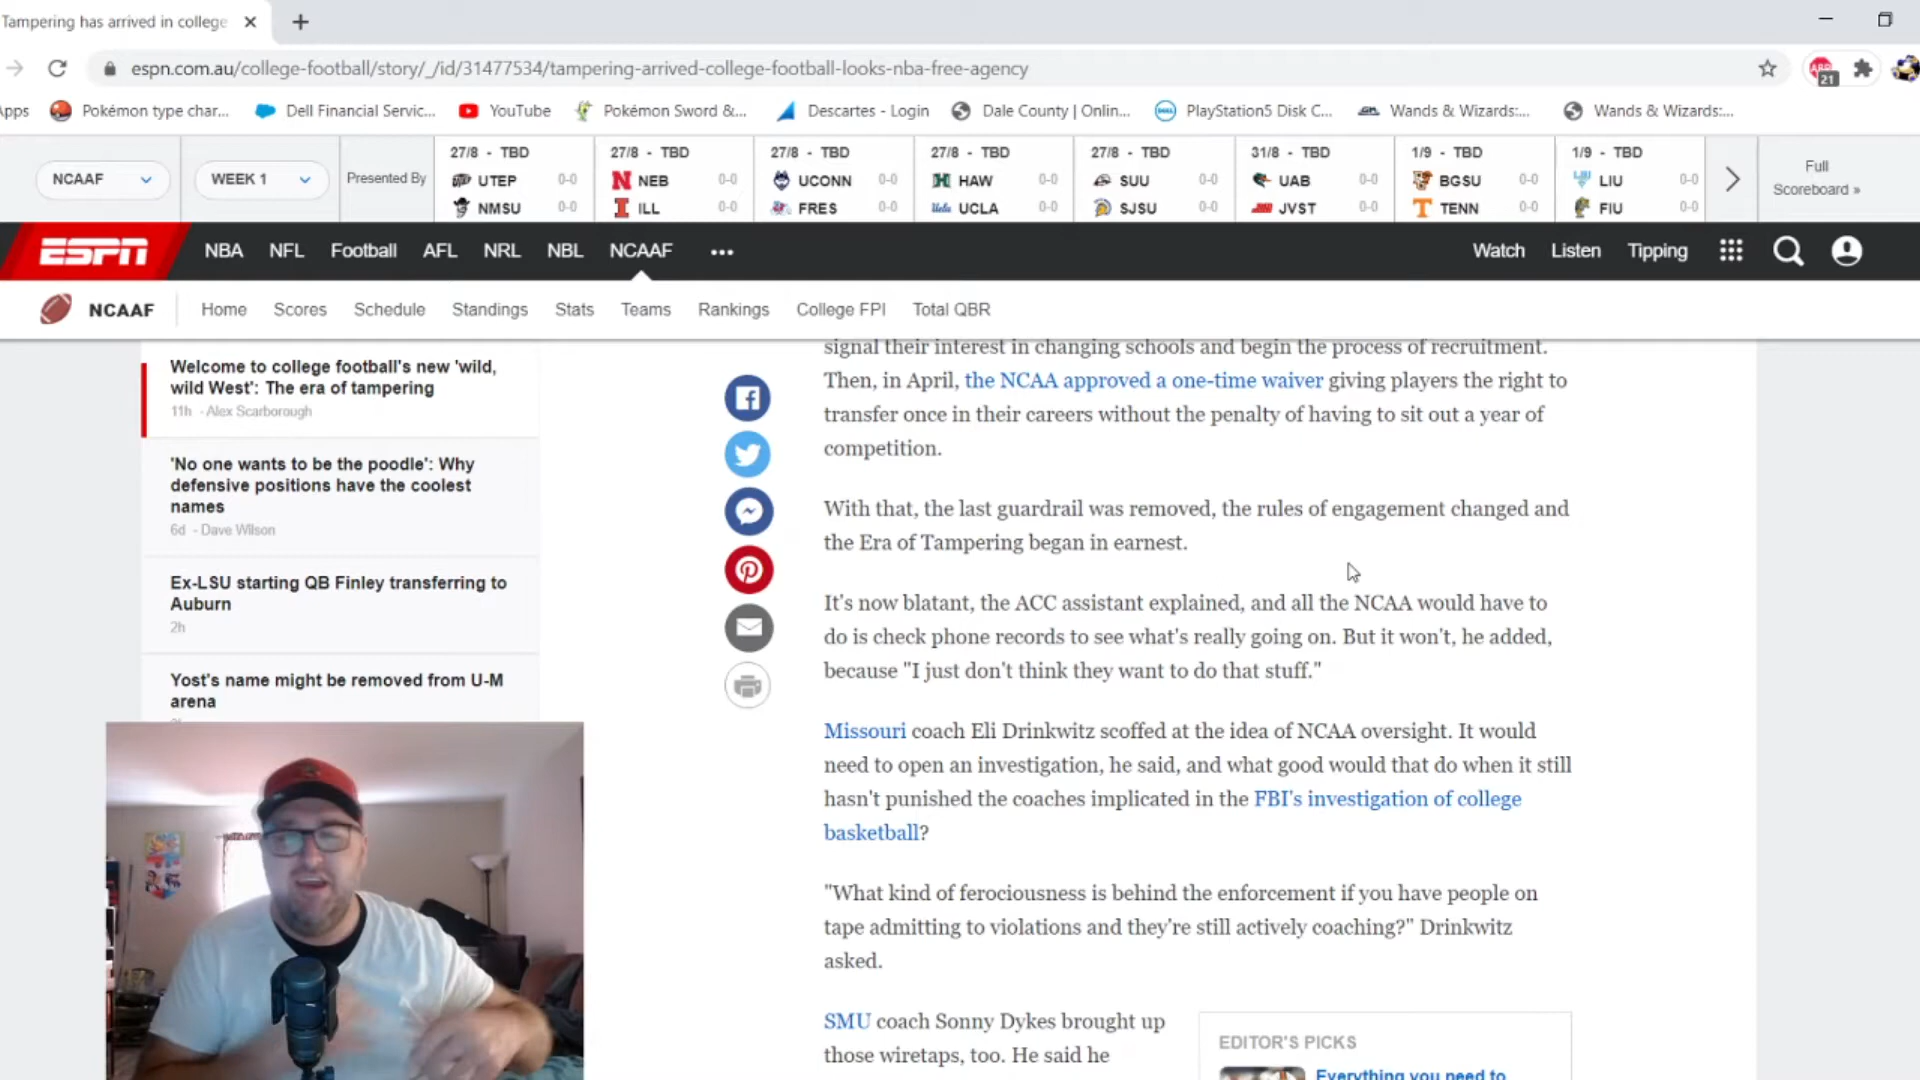 Tampering has arrived in college
espn.com.au/college-football/story/_/id/31477534/tampering-arrived-college-football-looks-nba-free-agency
21
Apps
Pokémon type char...
Dell Financial Servic...
YouTube
Pokémon Sword &...
Descartes - Login
Dale County | Onlin...
PlayStation5 Disk C...
Wands & Wizards:...
Wands & Wizards:...
NCAAF
WEEK 1
Presented By
27/8 - TBD
UTEP 0-0
NMSU 0-0
27/8 - TBD
NEB 0-0
ILL 0-0
27/8 - TBD
UCONN 0-0
FRES 0-0
27/8 - TBD
HAW 0-0
UCLA 0-0
27/8 - TBD
SUU 0-0
SJSU 0-0
31/8 - TBD
UAB 0-0
JVST 0-0
1/9 - TBD
BGSU 0-0
TENN 0-0
1/9 - TBD
LIU 0-0
FIU 0-0
Full
Scoreboard »
ESPN
NBA NFL Football AFL NRL NBL NCAAF ...
Watch Listen Tipping
NCAAF
Home Scores Schedule Standings Stats Teams Rankings College FPI Total QBR
Welcome to college football's new 'wild,
wild West': The era of tampering
11h - Alex Scarborough
'No one wants to be the poodle': Why
defensive positions have the coolest
names
6d - Dave Wilson
Ex-LSU starting QB Finley transferring to
Auburn
2h
Yost's name might be removed from U-M
arena
signal their interest in changing schools and begin the process of recruitment.
Then, in April, the NCAA approved a one-time waiver giving players the right to
transfer once in their careers without the penalty of having to sit out a year of
competition.
With that, the last guardrail was removed, the rules of engagement changed and
the Era of Tampering began in earnest.
It's now blatant, the ACC assistant explained, and all the NCAA would have to
do is check phone records to see what's really going on. But it won't, he added,
because "I just don't think they want to do that stuff."
Missouri coach Eli Drinkwitz scoffed at the idea of NCAA oversight. It would
need to open an investigation, he said, and what good would that do when it still
hasn't punished the coaches implicated in the FBI's investigation of college
basketball?
"What kind of ferociousness is behind the enforcement if you have people on
tape admitting to violations and they're still actively coaching?" Drinkwitz
asked.
SMU coach Sonny Dykes brought up
those wiretaps, too. He said he
EDITOR'S PICKS
Everything you need to